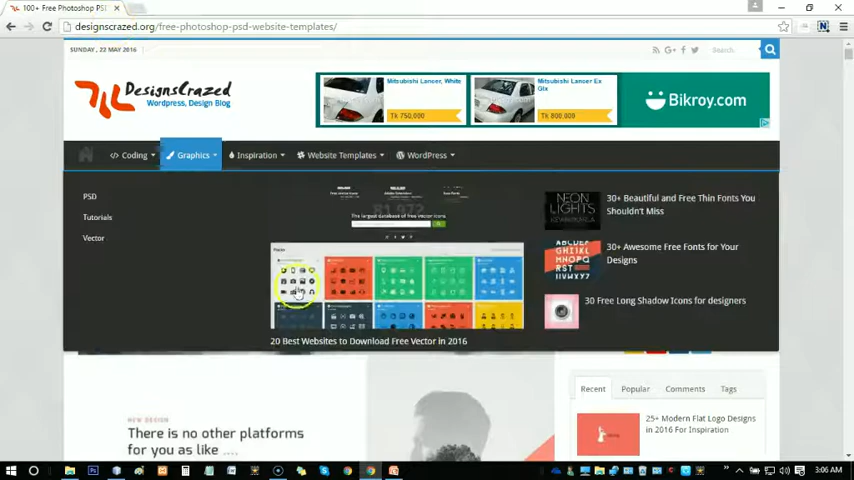 100+ Free Photoshop PSD
designscrazed.org/free-photoshop-psd-website-templates/
SUNDAY , 22 MAY 2016
Search...
DesignsCrazed
Wordpress, Design Blog
Mitsubishi Lancer, White
Tk 750,000
Mitsubishi Lancer Ex
Glx
Tk 800,000
Bikroy.com
Coding
Graphics
Inspiration
Website Templates
WordPress
PSD
Tutorials
Vector
The largest database of free vector icons
20 Best Websites to Download Free Vector in 2016
NEON
LIGHTS
30+ Beautiful and Free Thin Fonts You
Shouldn't Miss
30+ Awesome Free Fonts for Your
Designs
30 Free Long Shadow Icons for designers
NEW DESIGN
There is no other platforms
for you as like ....
Recent
Popular
Comments
Tags
25+ Modern Flat Logo Designs
in 2016 For Inspiration
3:06 AM